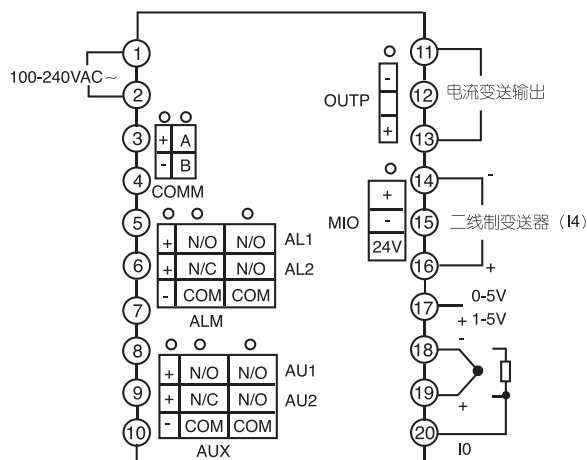 1
100-240VAC~
2
3
4
+ A
- B
COMM
5
6
7
+ N/O N/O AL1
+ N/C N/O AL2
- COM COM
ALM
8
9
10
+ N/O N/O AU1
+ N/C N/O AU2
- COM COM
AUX
11
12
13
OUTP
-
+
电流变送输出
14
15
16
MIO
+
-
24V
-
二线制变送器（I4）
+
17
0-5V
+ 1-5V
18
-
19
+
20
I0